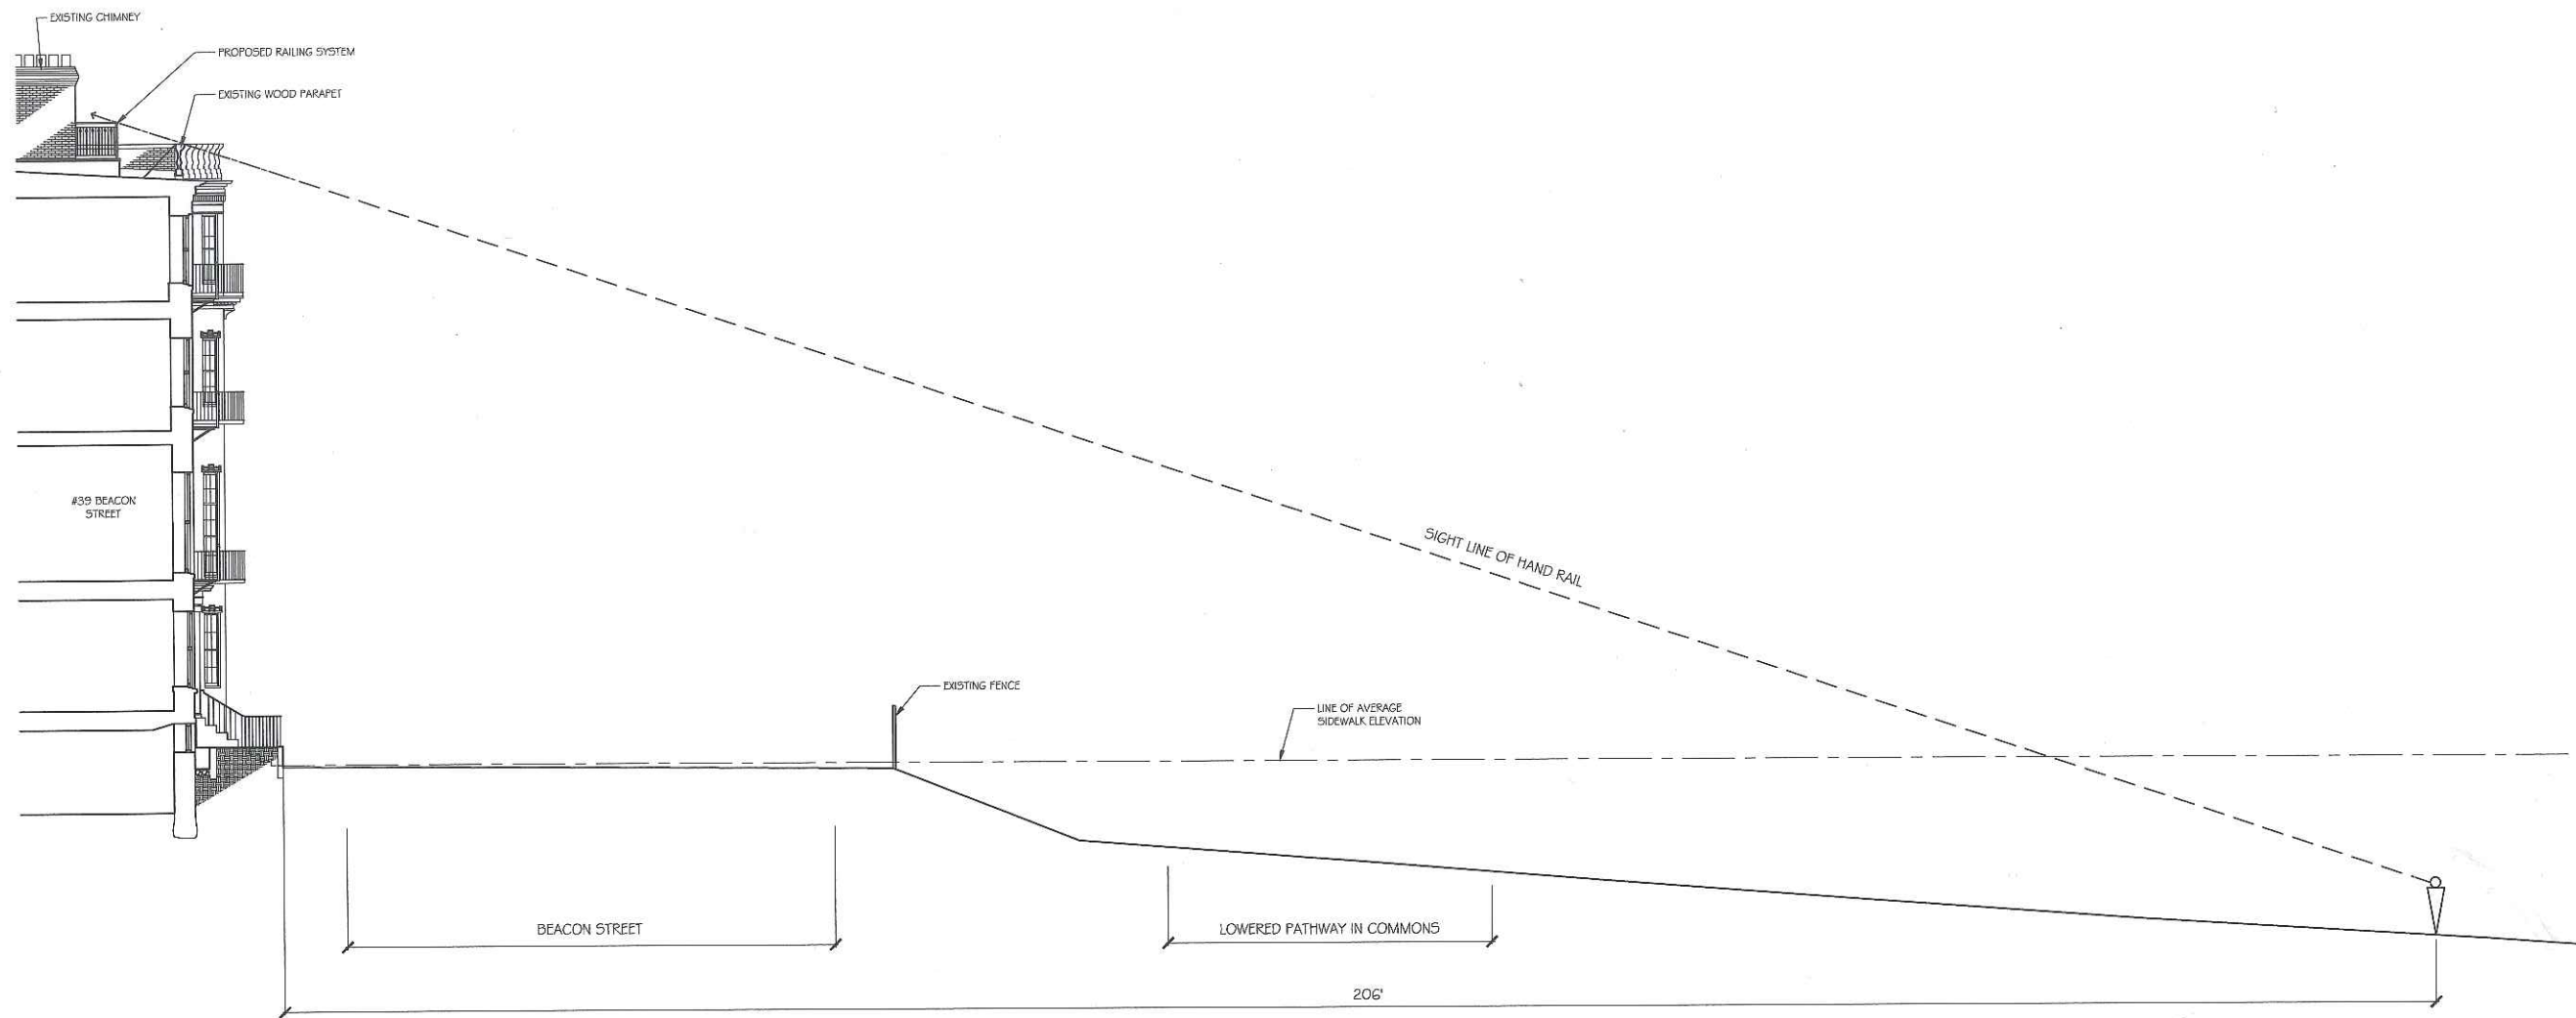 EXISTING CHIMNEY
PROPOSED RAILING SYSTEM
EXISTING WOOD PARAPET
#39 BEACON
STREET
SIGHT LINE OF HAND RAIL
EXISTING FENCE
LINE OF AVERAGE
SIDEWALK ELEVATION
BEACON STREET
LOWERED PATHWAY IN COMMONS
206'